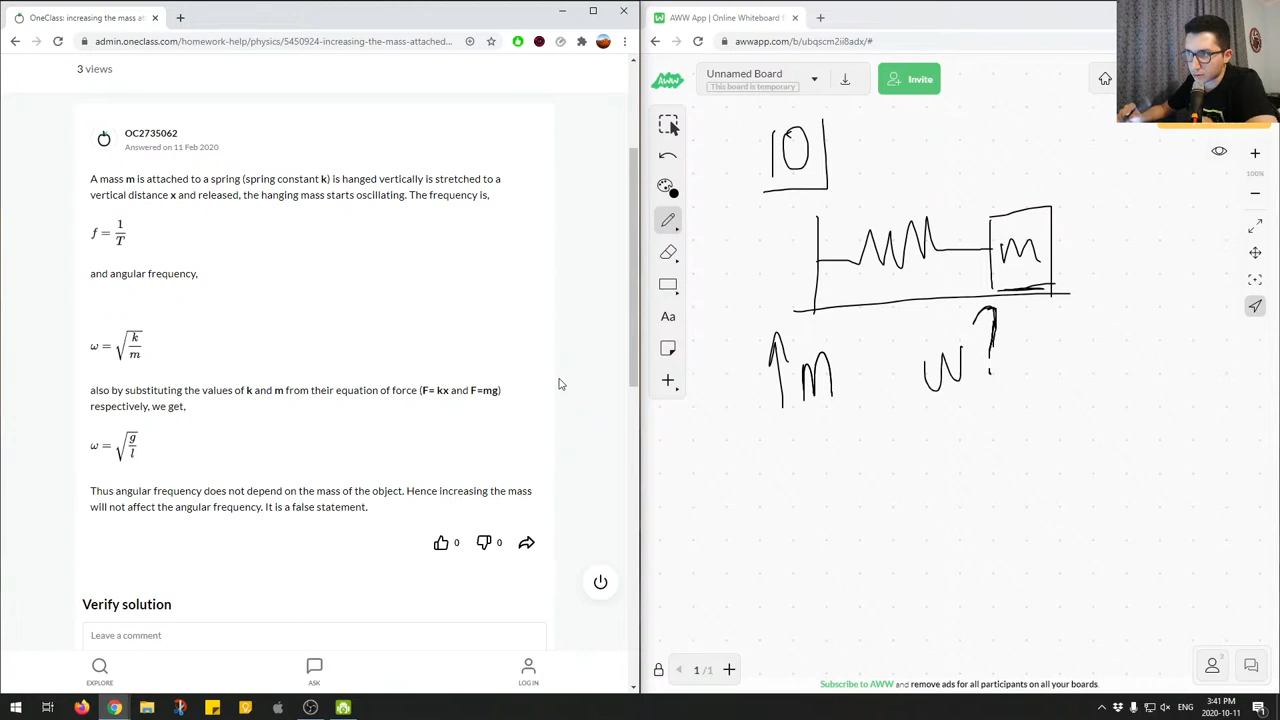 OneClass: increasing the mass at
admin.oneclass.com/homework-help/physics/5450924-increasing-the-mass-attached...
3 views
OC2735062
Answered on 11 Feb 2020
A mass m is attached to a spring (spring constant k) is hanged vertically is stretched to a
vertical distance x and released, the hanging mass starts oscillating. The frequency is,
f = 1/T
and angular frequency,
ω = √(k/m)
also by substituting the values of k and m from their equation of force (F= kx and F=mg)
respectively, we get,
ω = √(g/l)
Thus angular frequency does not depend on the mass of the object. Hence increasing the mass
will not affect the angular frequency. It is a false statement.
0
0
Verify solution
Leave a comment
EXPLORE
ASK
LOG IN
AWW App | Online Whiteboard f
awwapp.com/b/ubqscm2ii8adx/#
AWW
Unnamed Board
This board is temporary
Invite
100%
Aa
10
m
↑ m w ?
1 /1
Subscribe to AWW and remove ads for all participants on all your boards.
ENG
3:41 PM
2020-10-11